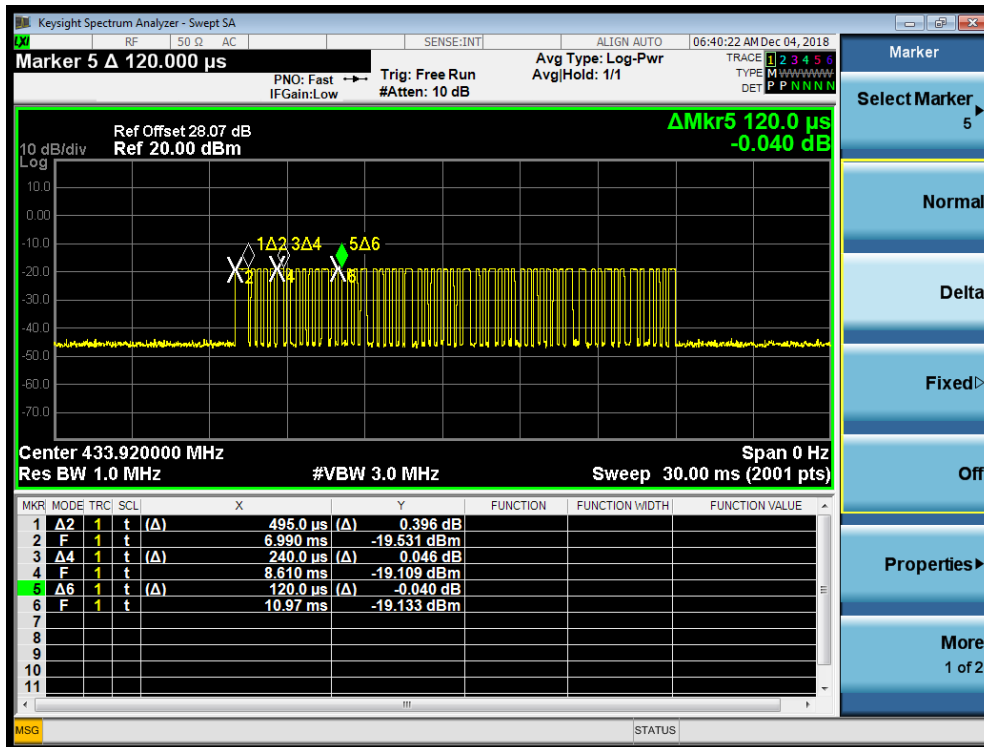 Keysight Spectrum Analyzer - Swept SA
LXI RF 50 Ω AC SENSE:INT ALIGN AUTO 06:40:22 AM Dec 04, 2018
Marker 5 Δ 120.000 µs
PNO: Fast
IFGain:Low
Trig: Free Run
#Atten: 10 dB
Avg Type: Log-Pwr
Avg|Hold: 1/1
TRACE 1 2 3 4 5 6
TYPE M W W W W W
DET P P N N N N
ΔMkr5 120.0 µs
-0.040 dB
Ref Offset 28.07 dB
10 dB/div Ref 20.00 dBm
Log
10.0
0.00
-10.0
-20.0
-30.0
-40.0
-50.0
-60.0
-70.0
1Δ2 3Δ4 5Δ6
2 4 6
Center 433.920000 MHz Span 0 Hz
Res BW 1.0 MHz #VBW 3.0 MHz Sweep 30.00 ms (2001 pts)
MKR MODE TRC SCL X Y FUNCTION FUNCTION WIDTH FUNCTION VALUE
1 Δ2 1 t (Δ) 495.0 µs (Δ) 0.396 dB
2 F 1 t 6.990 ms -19.531 dBm
3 Δ4 1 t (Δ) 240.0 µs (Δ) 0.046 dB
4 F 1 t 8.610 ms -19.109 dBm
5 Δ6 1 t (Δ) 120.0 µs (Δ) -0.040 dB
6 F 1 t 10.97 ms -19.133 dBm
7
8
9
10
11
MSG STATUS
Marker
Select Marker
5
Normal
Delta
Fixed
Off
Properties
More
1 of 2